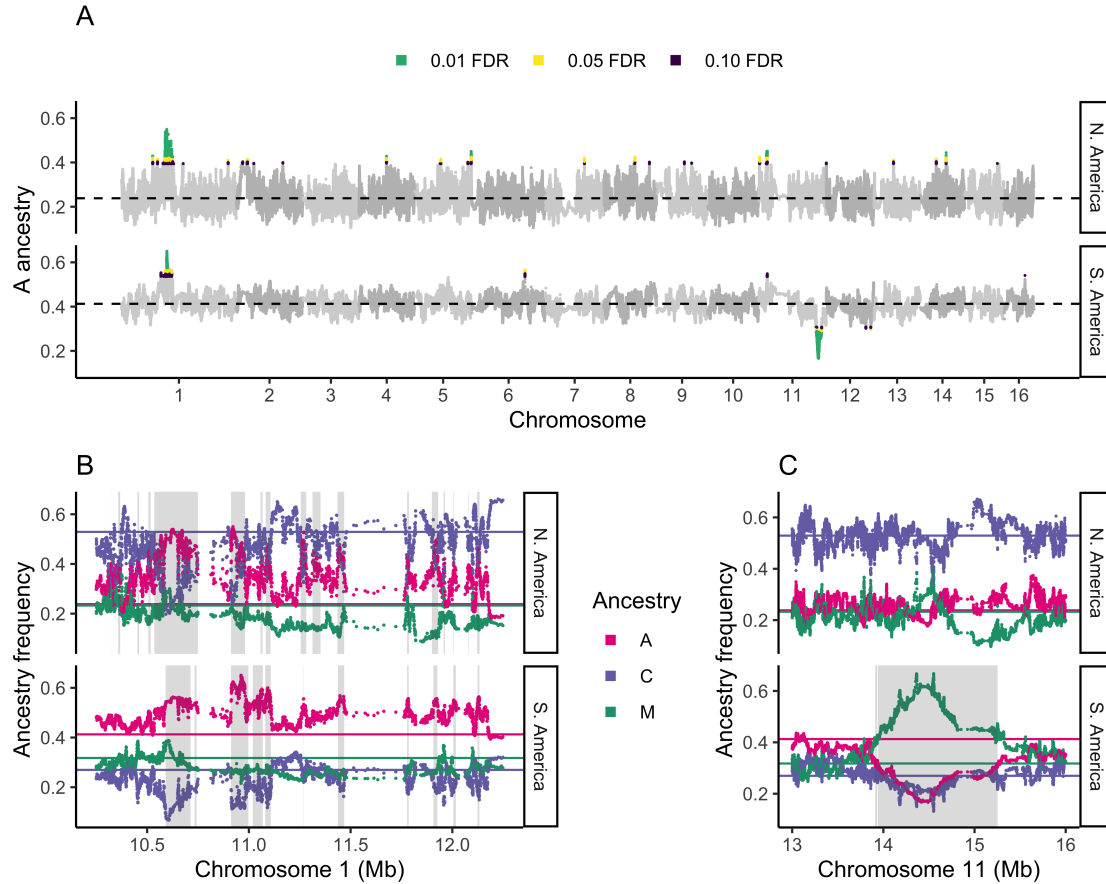 A
0.01 FDR 0.05 FDR 0.10 FDR
A ancestry
0.6
0.4
0.2
N. America
0.6
0.4
0.2
S. America
1 2 3 4 5 6 7 8 9 10 11 12 13 14 15 16
Chromosome
B
Ancestry frequency
0.6
0.4
0.2
N. America
0.6
0.4
0.2
S. America
10.5 11.0 11.5 12.0
Chromosome 1 (Mb)
Ancestry
A
C
M
C
Ancestry frequency
0.6
0.4
0.2
N. America
0.6
0.4
0.2
S. America
13 14 15 16
Chromosome 11 (Mb)